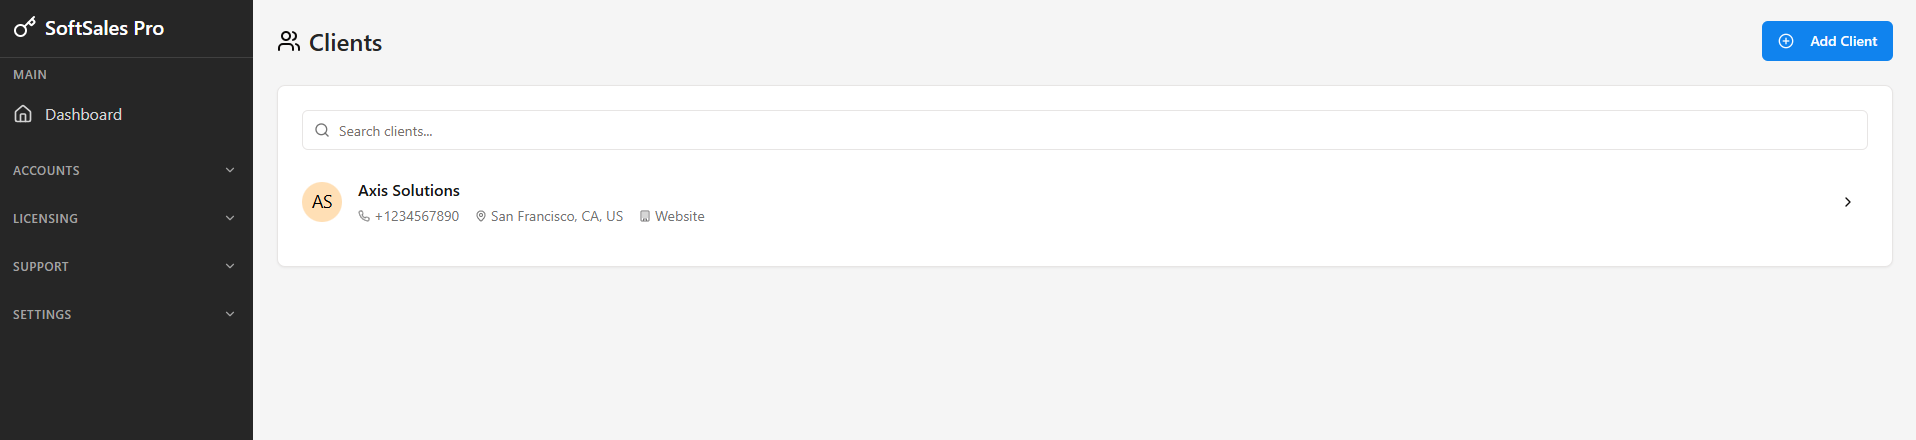 SoftSales Pro
MAIN
Dashboard
ACCOUNTS
LICENSING
SUPPORT
SETTINGS
Clients
Add Client
Search clients...
AS
Axis Solutions
+1234567890 San Francisco, CA, US Website